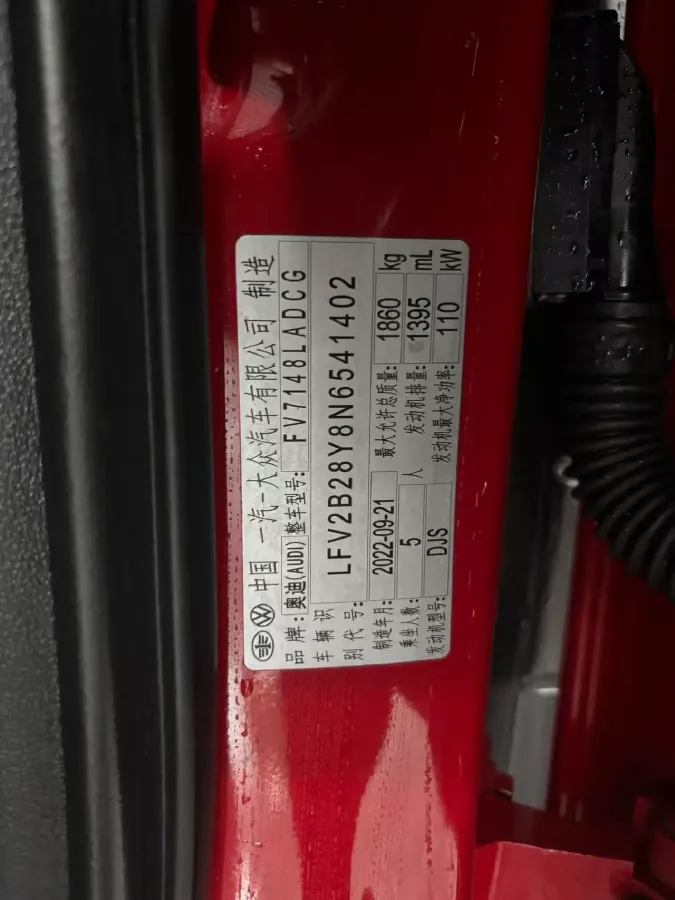 中国 一汽-大众汽车有限公司 制造
品牌: 奥迪(AUDI) 整车型号: FV7148LADCG
车辆识别代号: LFV2B28Y8N6541402
制造年月: 2022-09-21 最大允许总质量: 1860 kg
乘坐人数: 5 人 发动机排量: 1395 mL
发动机型号: DJS 发动机最大净功率: 110 kW